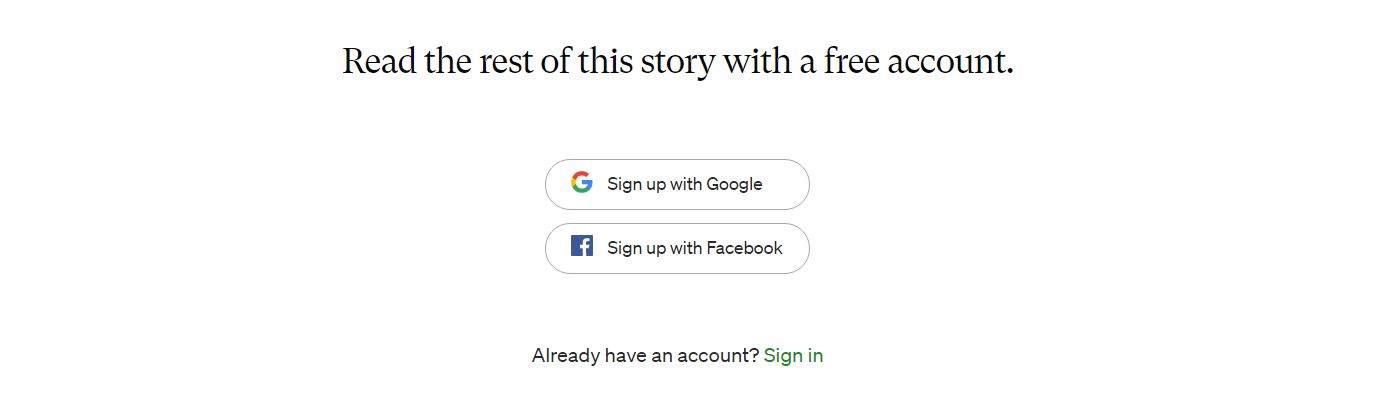 Read the rest of this story with a free account.
Sign up with Google
Sign up with Facebook
Already have an account? Sign in